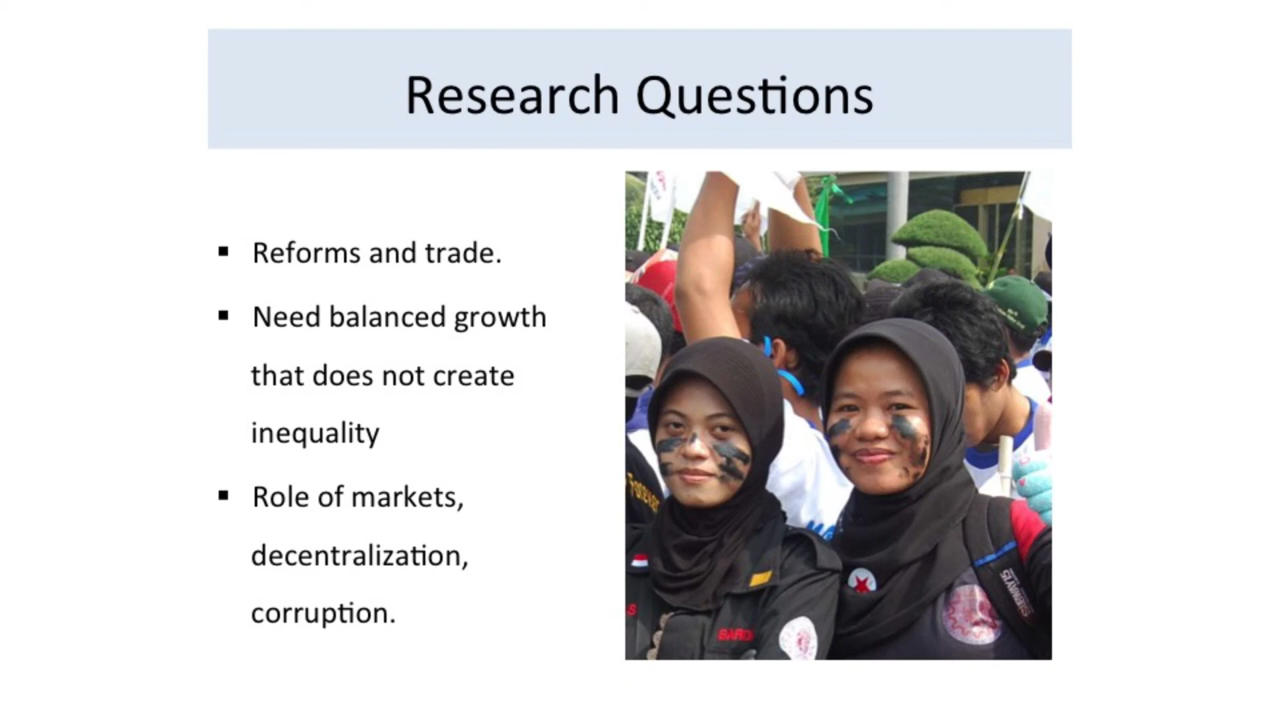 Research Questions
▪ Reforms and trade.
▪ Need balanced growth
that does not create
inequality
▪ Role of markets,
decentralization,
corruption.